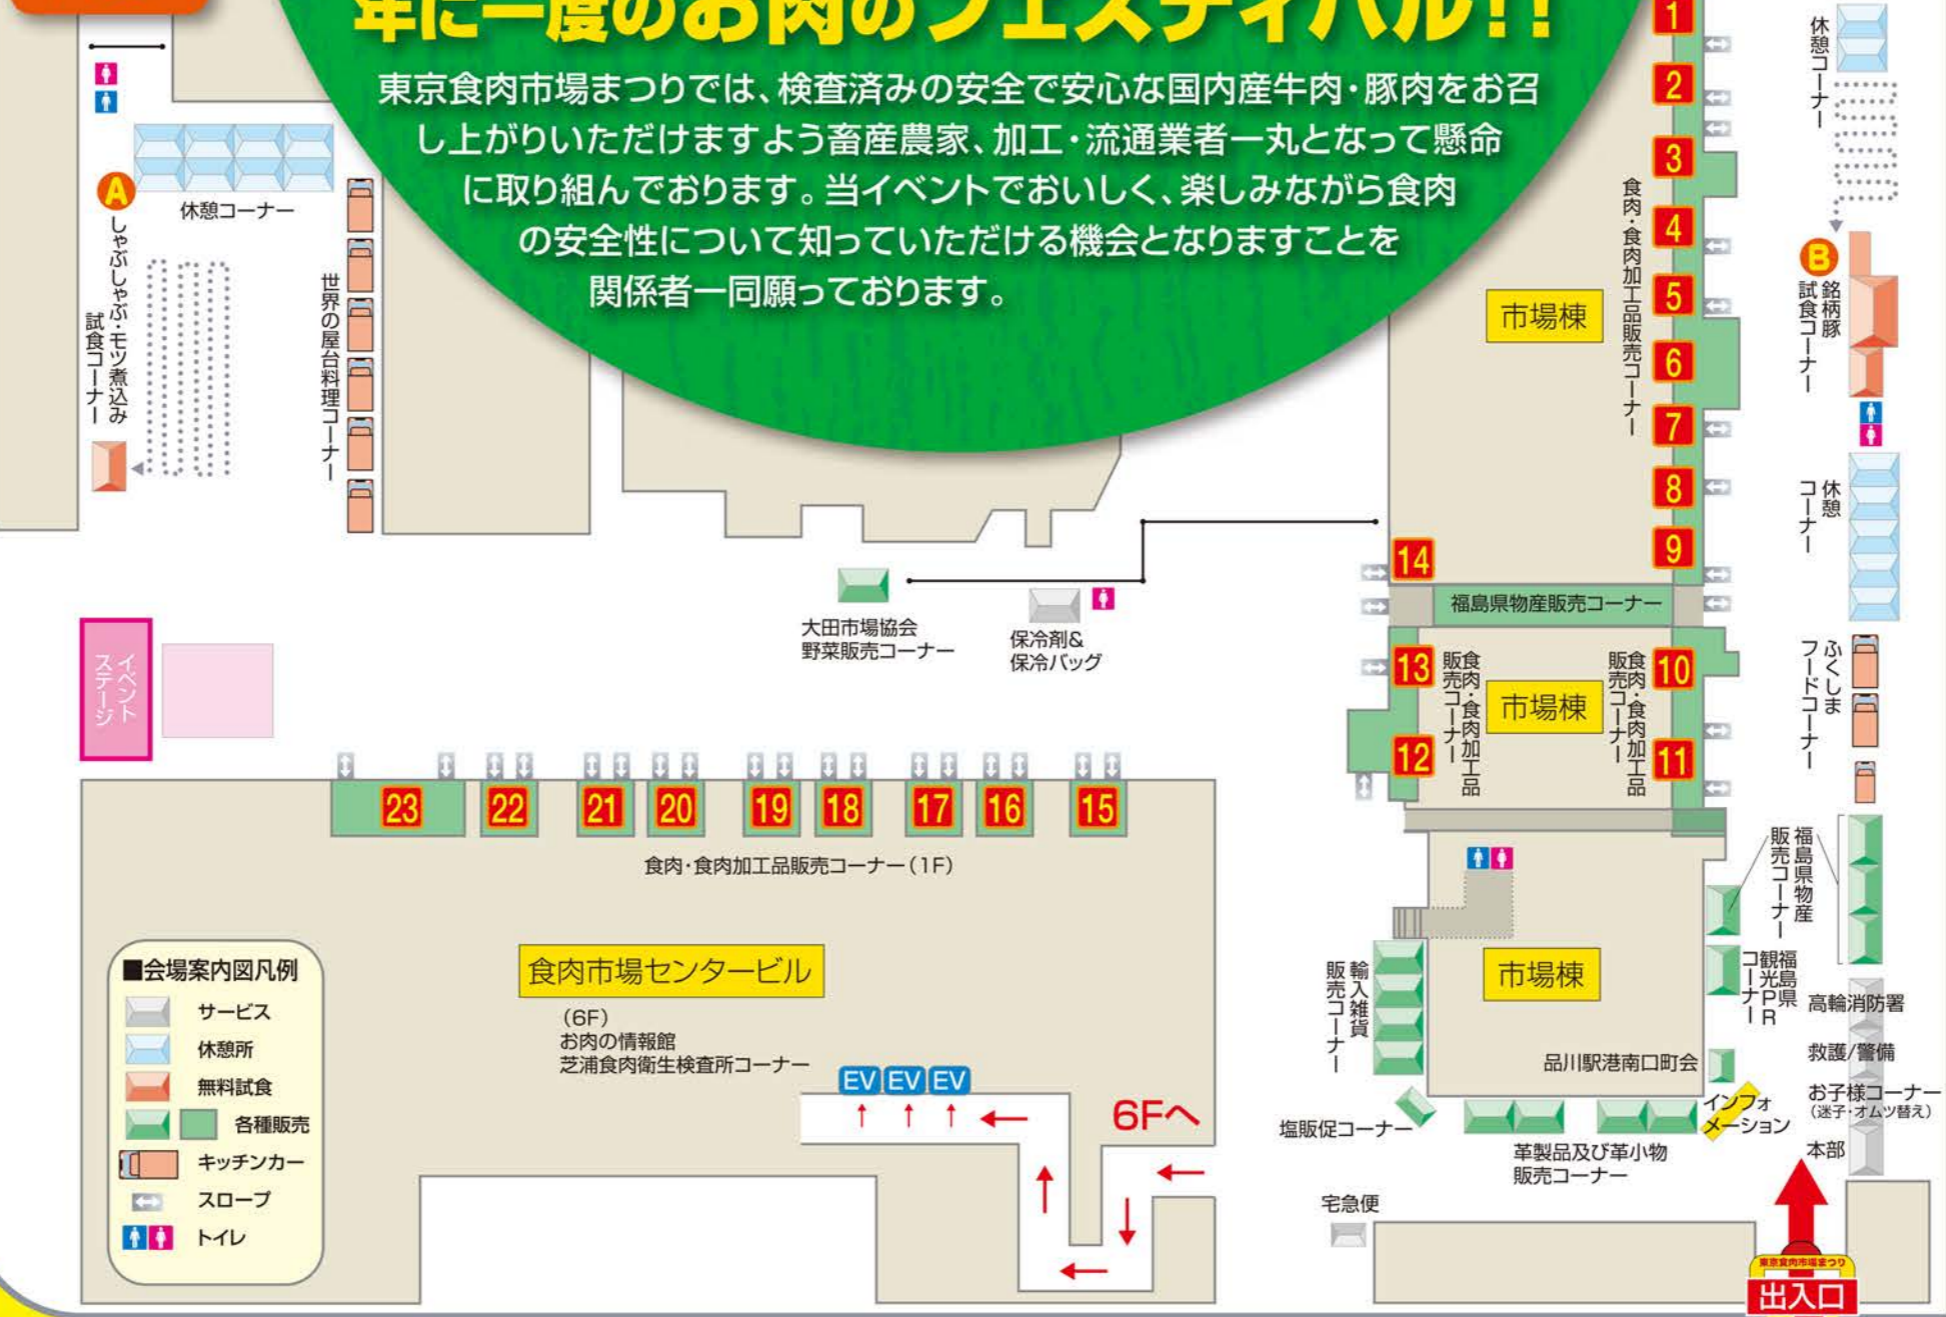 年に一度のお肉のフェスティバル!!
東京食肉市場まつりでは、検査済みの安全で安心な国内産牛肉・豚肉をお召
し上がりいただけますよう畜産農家、加工・流通業者一丸となって懸命
に取り組んでおります。当イベントでおいしく、楽しみながら食肉
の安全性について知っていただける機会となりますことを
関係者一同願っております。
休憩コーナー
A
しゃぶしゃぶ・モツ煮込み
試食コーナー
世界の屋台料理コーナー
1
2
3
4
5
6
7
8
9
食肉・食肉加工品販売コーナー
市場棟
休憩コーナー
B
銘柄豚
試食コーナー
休憩
コーナー
14
福島県物産販売コーナー
大田市場協会
野菜販売コーナー
保冷剤&
保冷バッグ
13
12
食肉・食肉加工品
販売コーナー
市場棟
食肉・食肉加工品
販売コーナー
10
11
ふくしま
フードコーナー
イベント
ステージ
23
22
21
20
19
18
17
16
15
食肉・食肉加工品販売コーナー(1F)
福島県物産
販売コーナー
■会場案内図凡例
サービス
休憩所
無料試食
各種販売
キッチンカー
スロープ
トイレ
食肉市場センタービル
(6F)
お肉の情報館
芝浦食肉衛生検査所コーナー
EV EV EV
6Fへ
輸入雑貨
販売コーナー
市場棟
福島県
観光PR
コーナー
高輪消防署
救護/警備
お子様コーナー
(迷子・オムツ替え)
本部
品川駅港南口町会
インフォ
メーション
塩販促コーナー
革製品及び革小物
販売コーナー
宅急便
東京食肉市場まつり
出入口